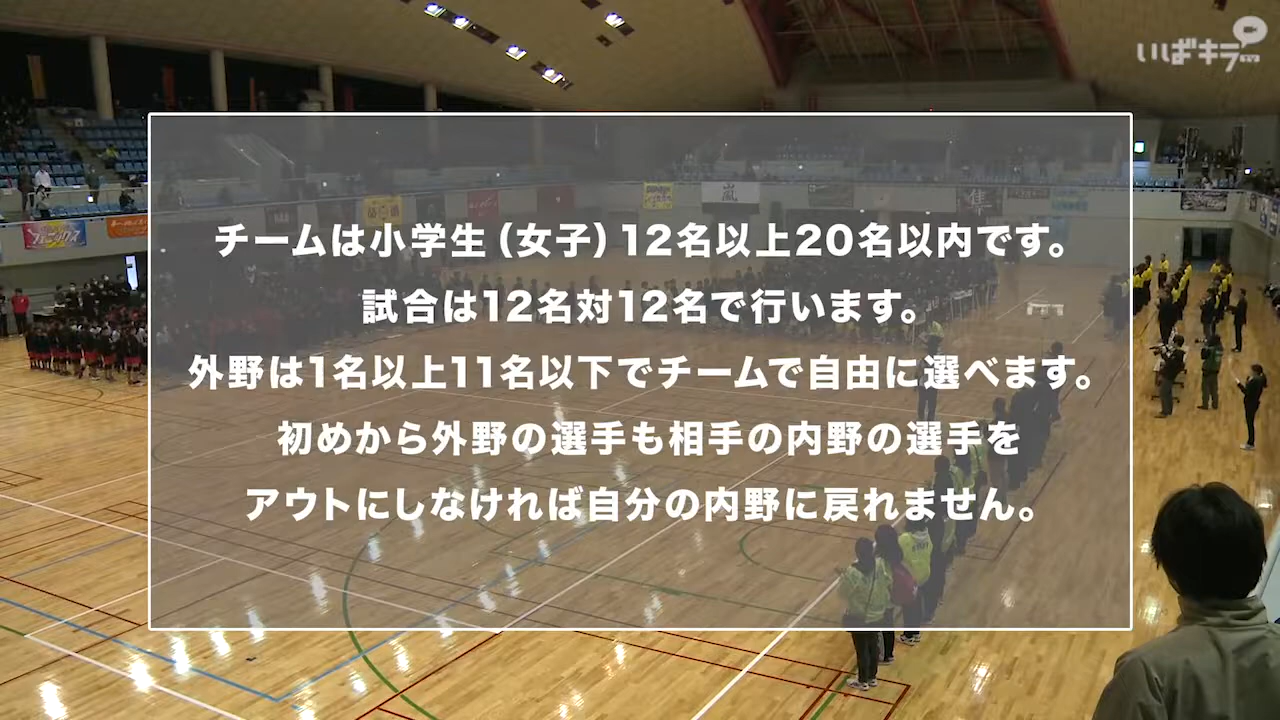 いばキラTV
チームは小学生（女子）12名以上20名以内です。
試合は12名対12名で行います。
外野は1名以上11名以下でチームで自由に選べます。
初めから外野の選手も相手の内野の選手を
アウトにしなければ自分の内野に戻れません。
嵐
隼